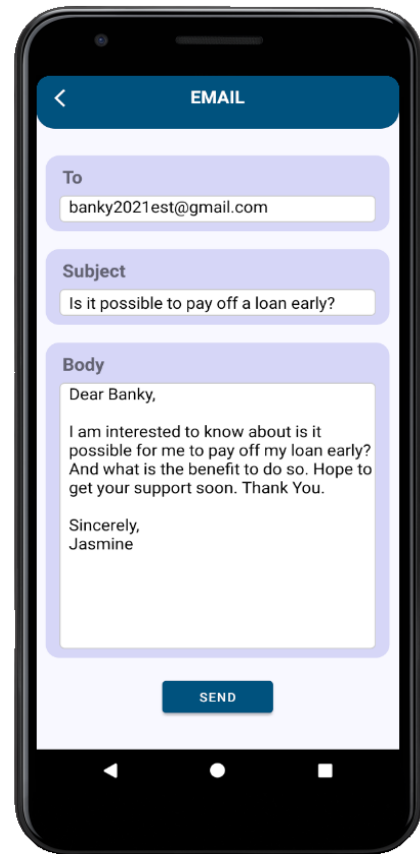 EMAIL
To
banky2021est@gmail.com
Subject
Is it possible to pay off a loan early?
Body
Dear Banky,
I am interested to know about is it
possible for me to pay off my loan early?
And what is the benefit to do so. Hope to
get your support soon. Thank You.
Sincerely,
Jasmine
SEND